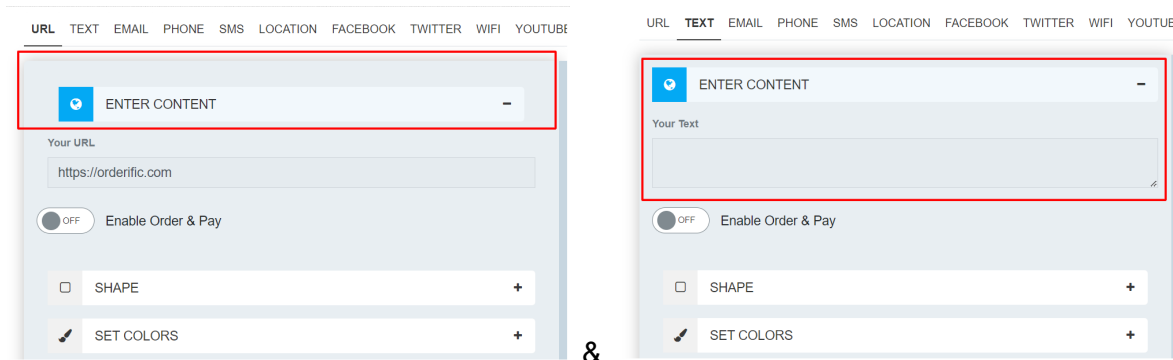 URL TEXT EMAIL PHONE SMS LOCATION FACEBOOK TWITTER WIFI YOUTUBE
ENTER CONTENT
Your URL
https://orderific.com
OFF Enable Order & Pay
SHAPE
SET COLORS
&
URL TEXT EMAIL PHONE SMS LOCATION FACEBOOK TWITTER WIFI YOUTUBE
ENTER CONTENT
Your Text
OFF Enable Order & Pay
SHAPE
SET COLORS